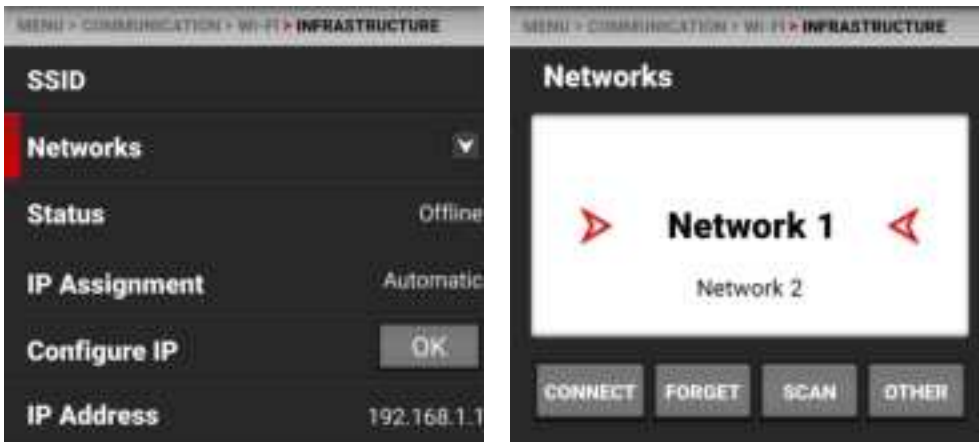 MENU > COMMUNICATION > WI-FI > INFRASTRUCTURE
SSID
Networks
Status Offline
IP Assignment Automatic
Configure IP OK
IP Address 192.168.1.1
MENU > COMMUNICATION > WI-FI > INFRASTRUCTURE
Networks
Network 1
Network 2
CONNECT FORGET SCAN OTHER